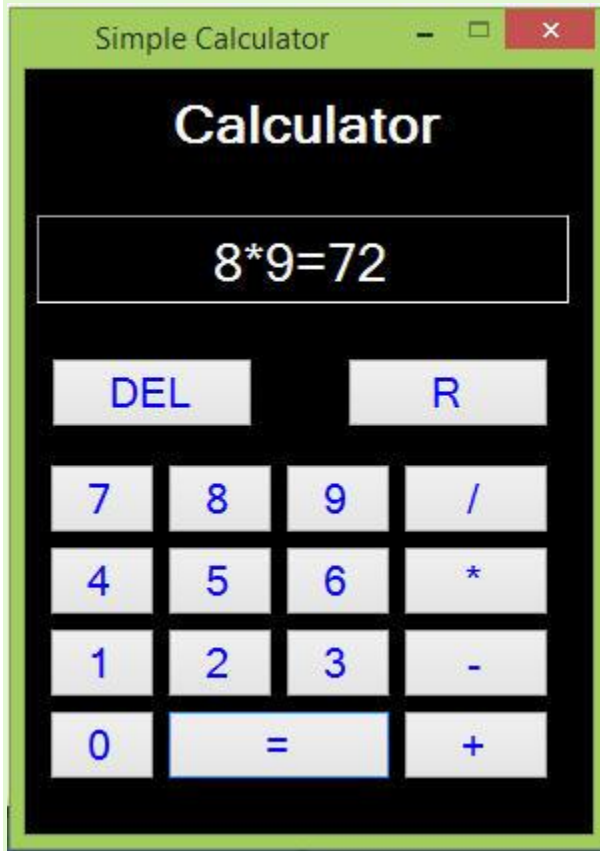 Simple Calculator
Calculator
8*9=72
DEL R
7 8 9 /
4 5 6 *
1 2 3 -
0 = +